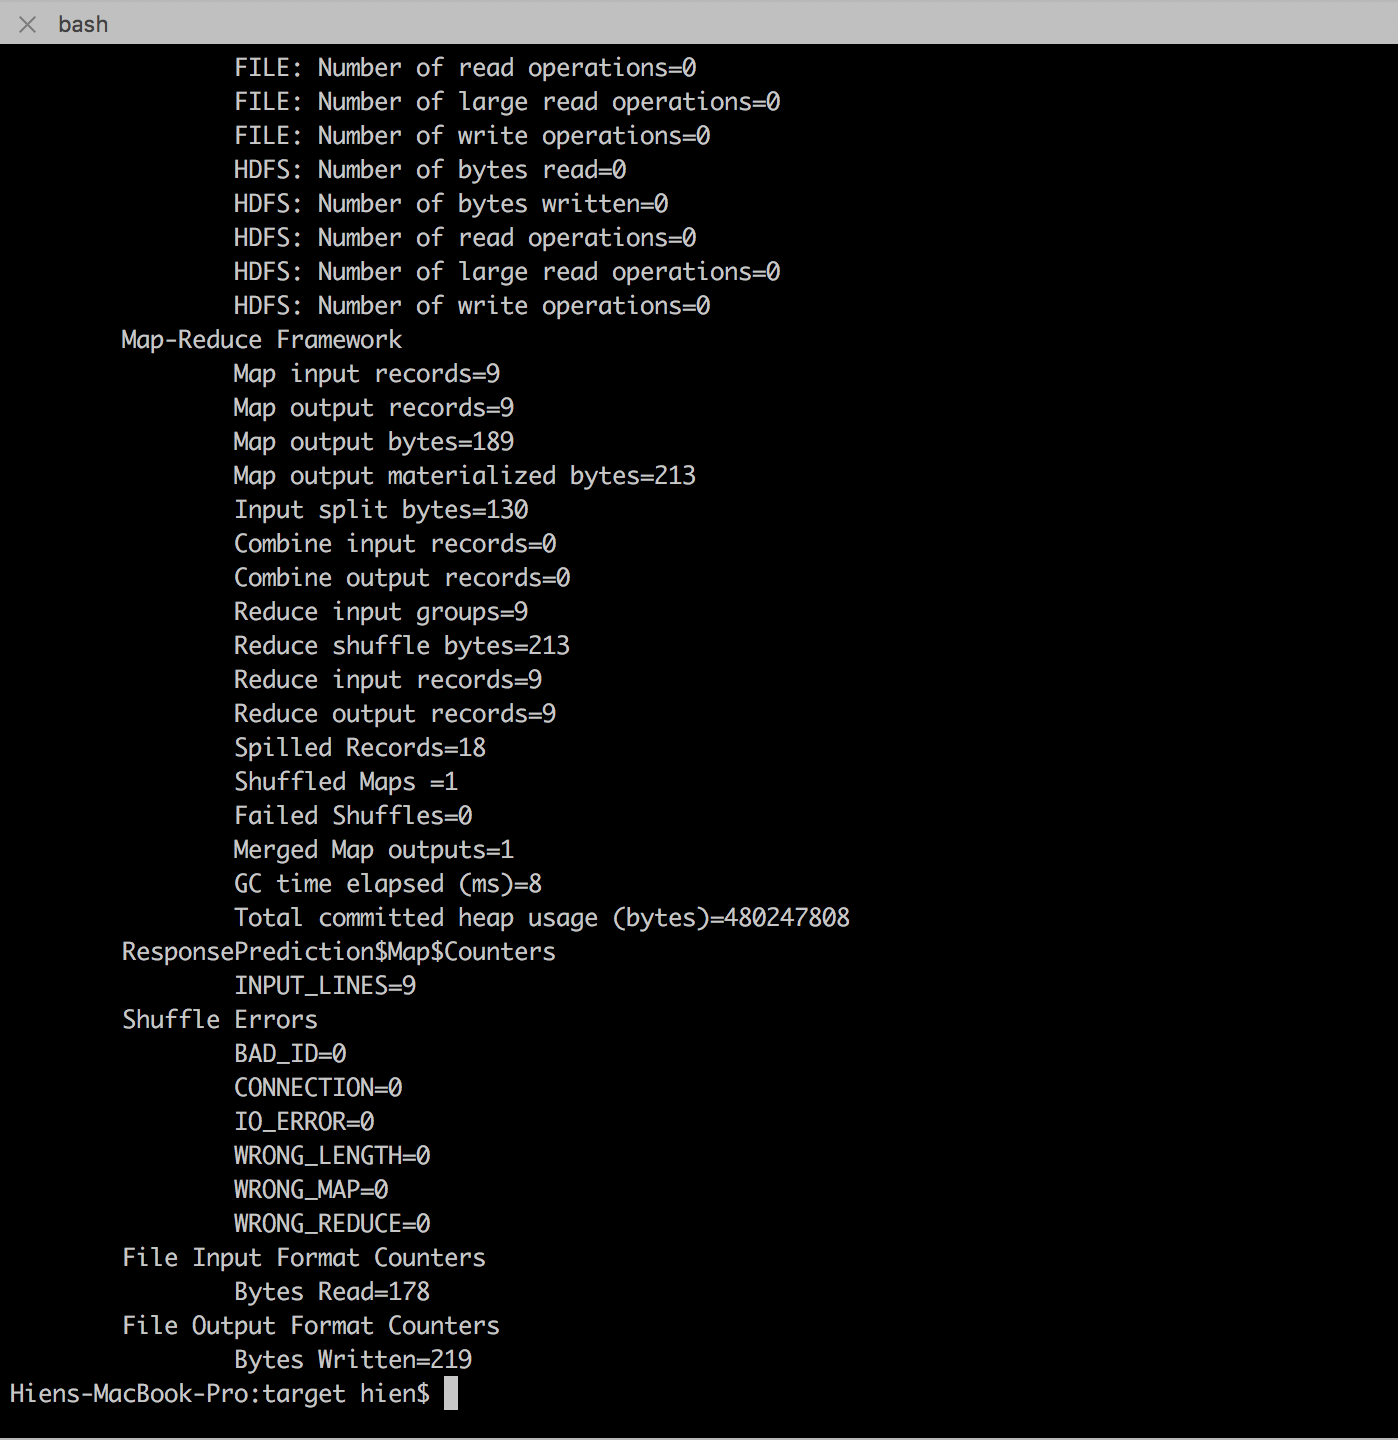 bash
FILE: Number of read operations=0
FILE: Number of large read operations=0
FILE: Number of write operations=0
HDFS: Number of bytes read=0
HDFS: Number of bytes written=0
HDFS: Number of read operations=0
HDFS: Number of large read operations=0
HDFS: Number of write operations=0
Map-Reduce Framework
Map input records=9
Map output records=9
Map output bytes=189
Map output materialized bytes=213
Input split bytes=130
Combine input records=0
Combine output records=0
Reduce input groups=9
Reduce shuffle bytes=213
Reduce input records=9
Reduce output records=9
Spilled Records=18
Shuffled Maps =1
Failed Shuffles=0
Merged Map outputs=1
GC time elapsed (ms)=8
Total committed heap usage (bytes)=480247808
ResponsePrediction$Map$Counters
INPUT_LINES=9
Shuffle Errors
BAD_ID=0
CONNECTION=0
IO_ERROR=0
WRONG_LENGTH=0
WRONG_MAP=0
WRONG_REDUCE=0
File Input Format Counters
Bytes Read=178
File Output Format Counters
Bytes Written=219
Hiens-MacBook-Pro:target hien$